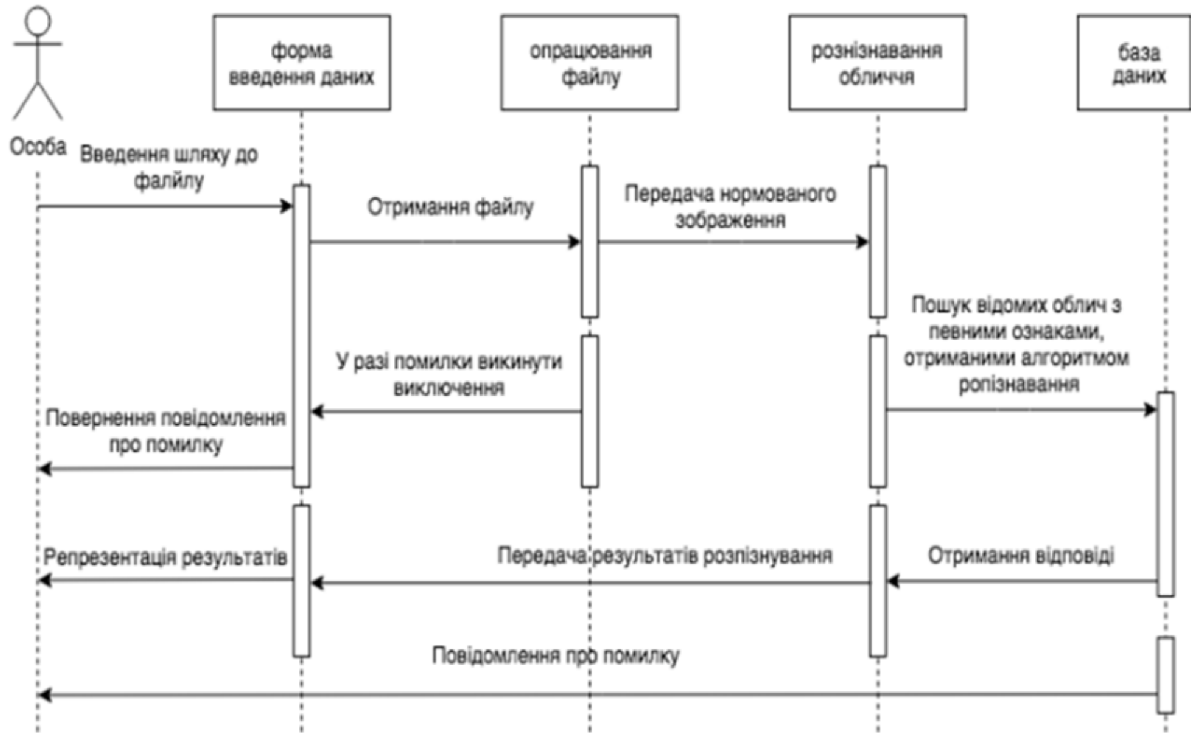 форма
введення даних
опрацювання
файлу
рознізнавання
обличчя
база
даних
Особа
Введення шляху до
фалйлу
Отримання файлу
Передача нормованого
зображення
Пошук відомих облич з
певними ознаками,
отриманими алгоритмом
ропізнавання
У разі помилки викинути
виключення
Повернення повідомлення
про помилку
Репрезентація результатів
Передача результатів розпізнування
Отримання відповіді
Повідомлення про помилку